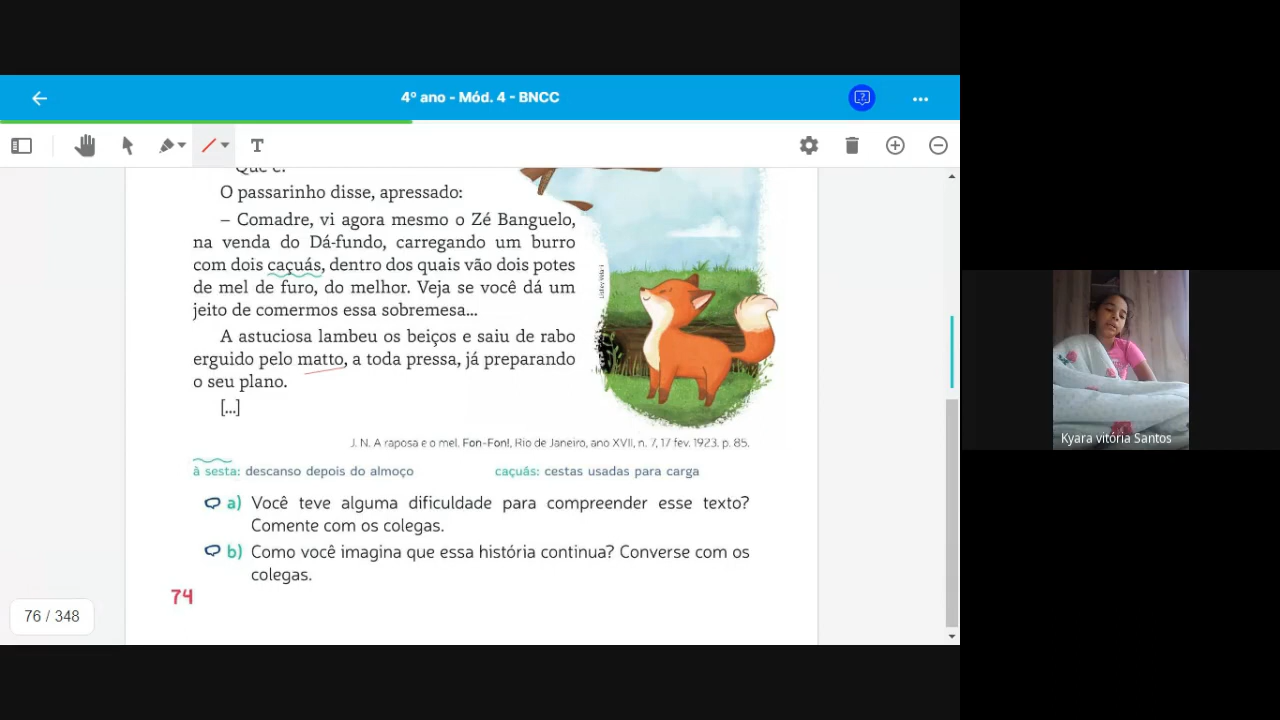 4º ano - Mód. 4 - BNCC
T
O passarinho disse, apressado:
– Comadre, vi agora mesmo o Zé Banguelo,
na venda do Dá-fundo, carregando um burro
com dois caçuás, dentro dos quais vão dois potes
de mel de furo, do melhor. Veja se você dá um
jeito de comermos essa sobremesa...
A astuciosa lambeu os beiços e saiu de rabo
erguido pelo matto, a toda pressa, já preparando
o seu plano.
[...]
J. N. A raposa e o mel. Fon-Fon!, Rio de Janeiro, ano XVII, n. 7, 17 fev. 1923. p. 85.
à sesta: descanso depois do almoço
caçuás: cestas usadas para carga
a) Você teve alguma dificuldade para compreender esse texto?
Comente com os colegas.
b) Como você imagina que essa história continua? Converse com os
colegas.
74
76 / 348
Kyara vitória Santos